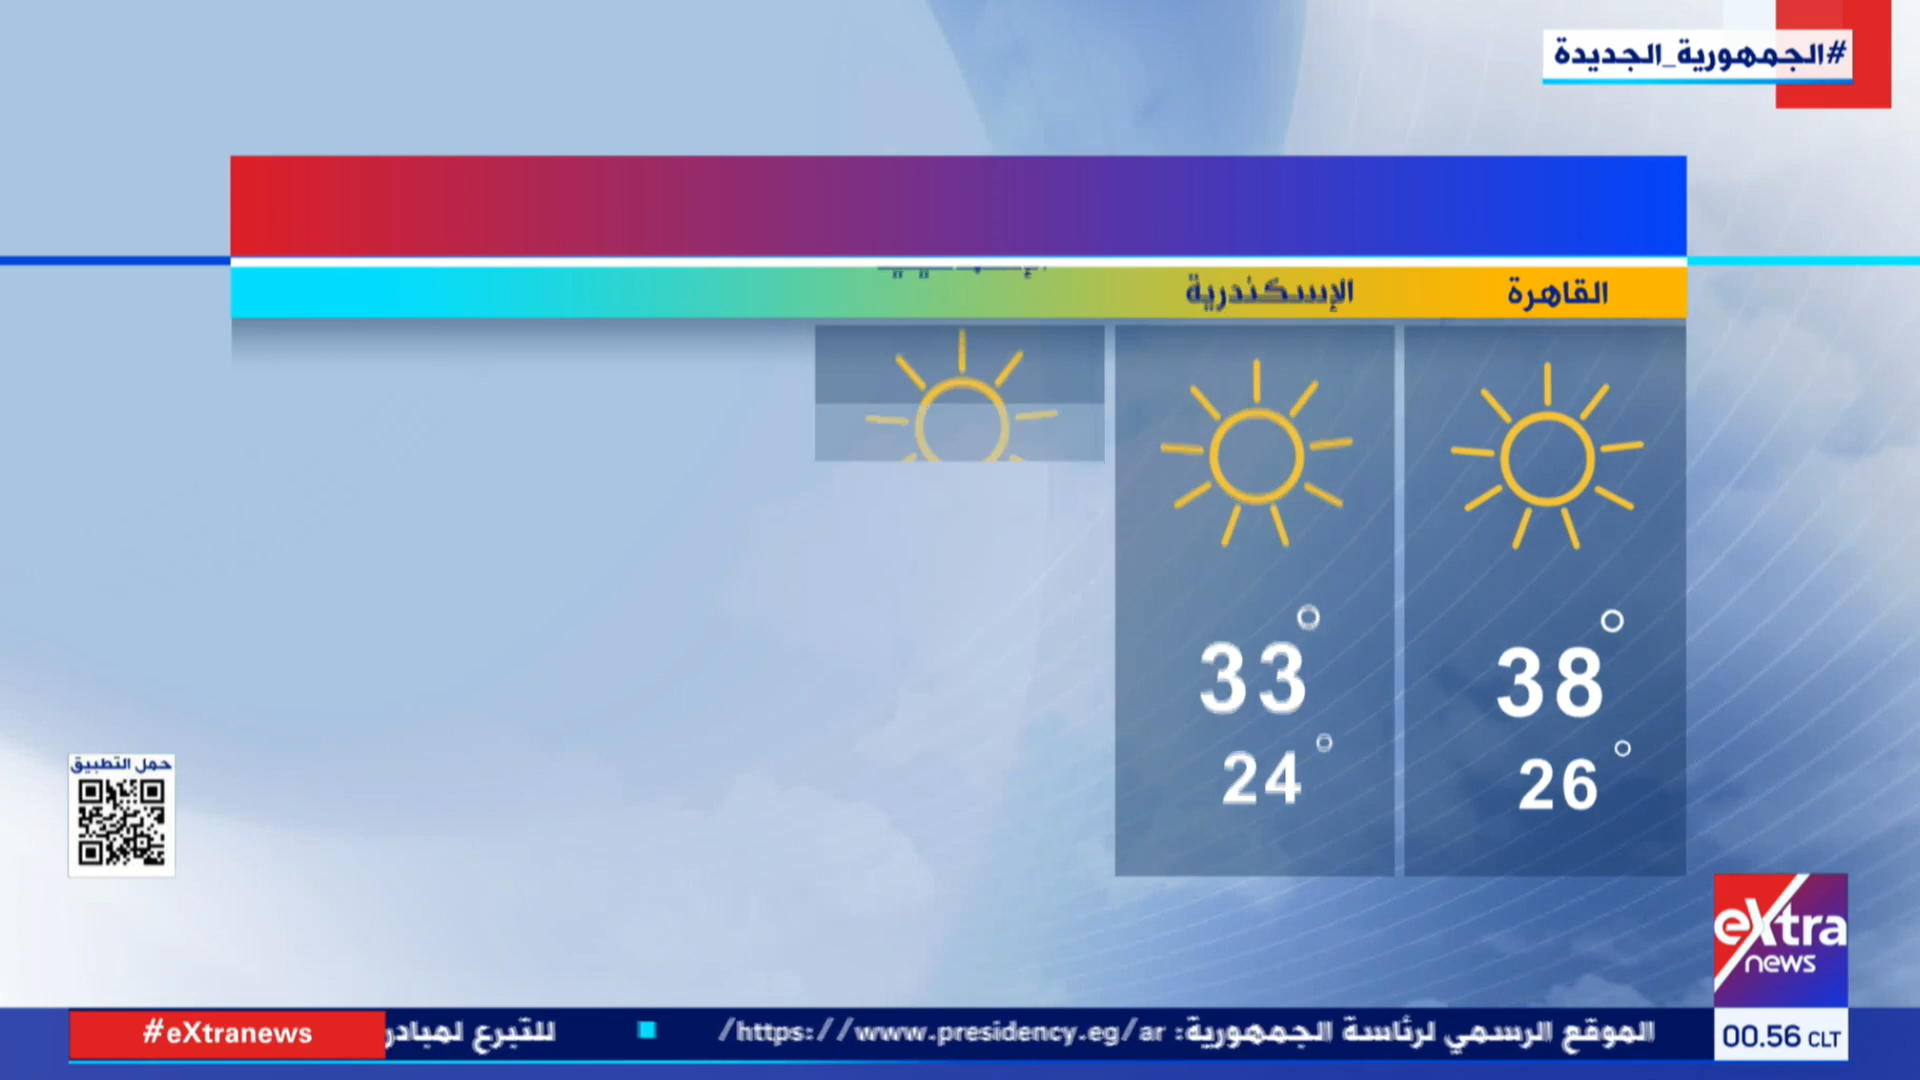 #الجمهورية_الجديدة
القاهرة
الإسكندرية
38°
33°
26°
24°
حمل التطبيق
eXtra
news
الموقع الرسمي لرئاسة الجمهورية: https://www.presidency.eg/ar/
للتبرع
#eXtranews
00.56 CLT